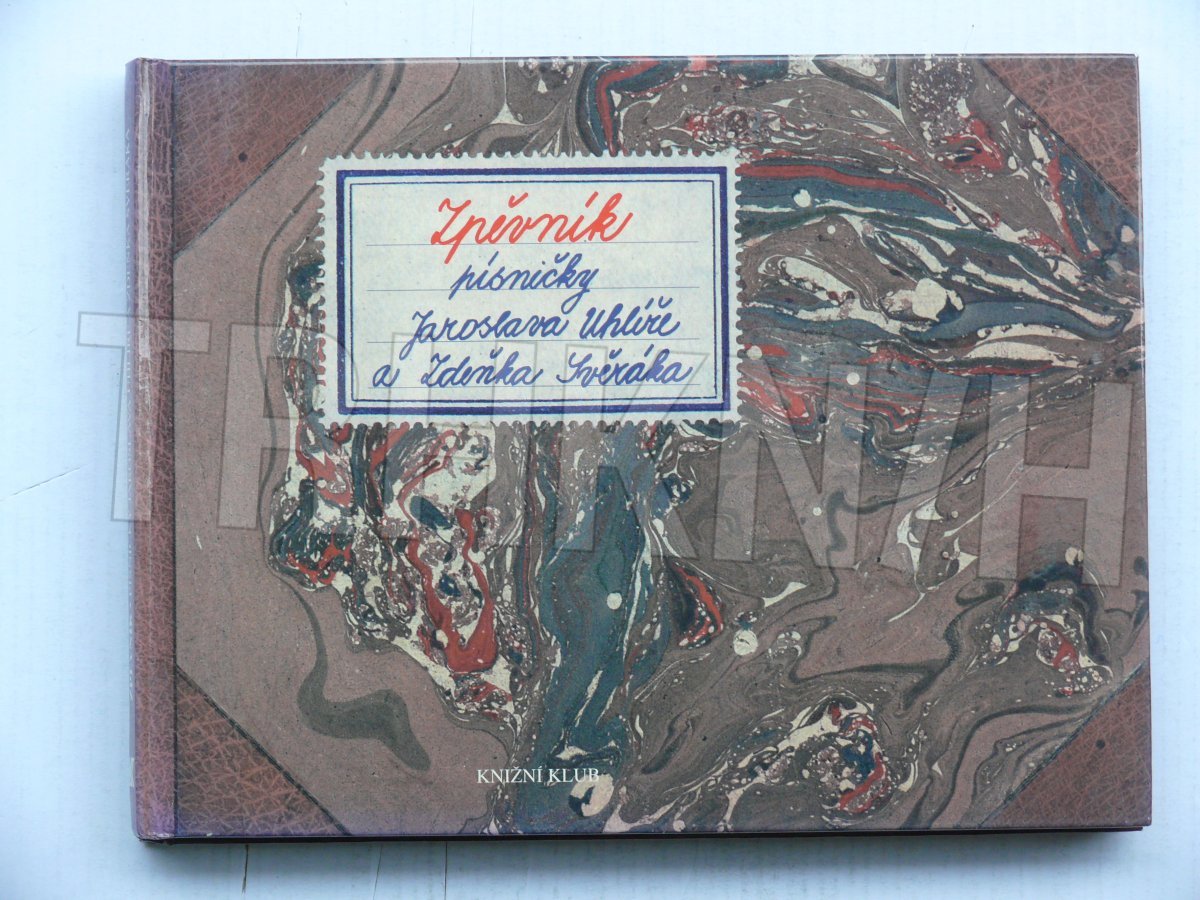 Zpěvník
písničky
Jaroslava Uhlíře
a Zdeňka Svěráka
KNIŽNÍ KLUB